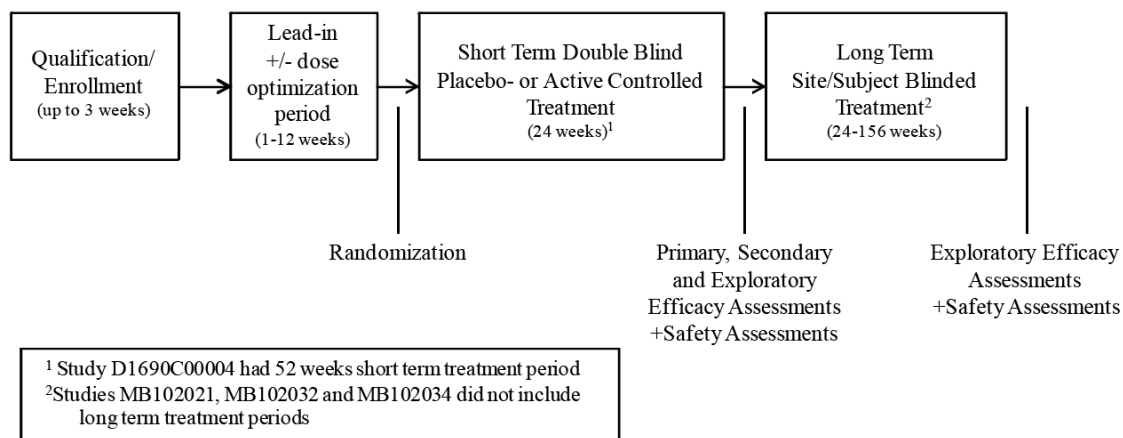 Qualification/
Enrollment
(up to 3 weeks)
Lead-in
+/- dose
optimization
period
(1-12 weeks)
Short Term Double Blind
Placebo- or Active Controlled
Treatment
(24 weeks)¹
Long Term
Site/Subject Blinded
Treatment²
(24-156 weeks)
Randomization
Primary, Secondary
and Exploratory
Efficacy Assessments
+Safety Assessments
Exploratory Efficacy
Assessments
+Safety Assessments
¹ Study D1690C00004 had 52 weeks short term treatment period
²Studies MB102021, MB102032 and MB102034 did not include
long term treatment periods